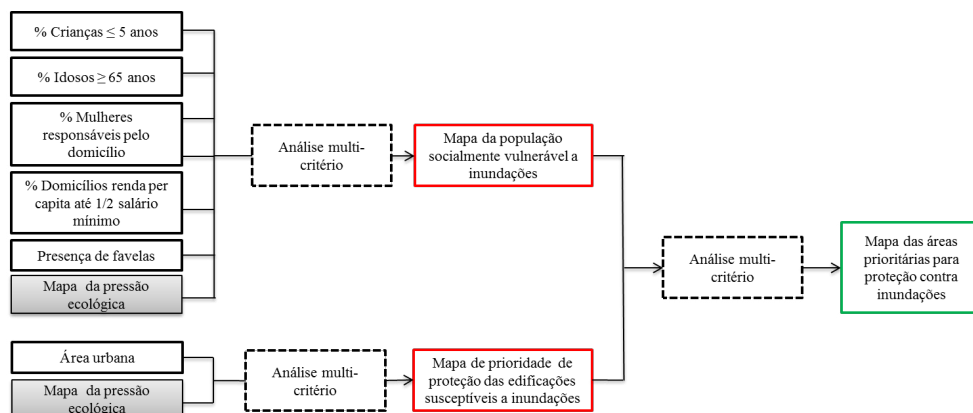 % Crianças ≤ 5 anos
% Idosos ≥ 65 anos
% Mulheres
responsáveis pelo
domicílio
% Domicílios renda per
capita até 1/2 salário
mínimo
Presença de favelas
Mapa da pressão
ecológica
Análise multi-
critério
Mapa da população
socialmente vulnerável a
inundações
Área urbana
Mapa da pressão
ecológica
Análise multi-
critério
Mapa de prioridade de
proteção das edificações
susceptíveis a inundações
Análise multi-
critério
Mapa das áreas
prioritárias para
proteção contra
inundações